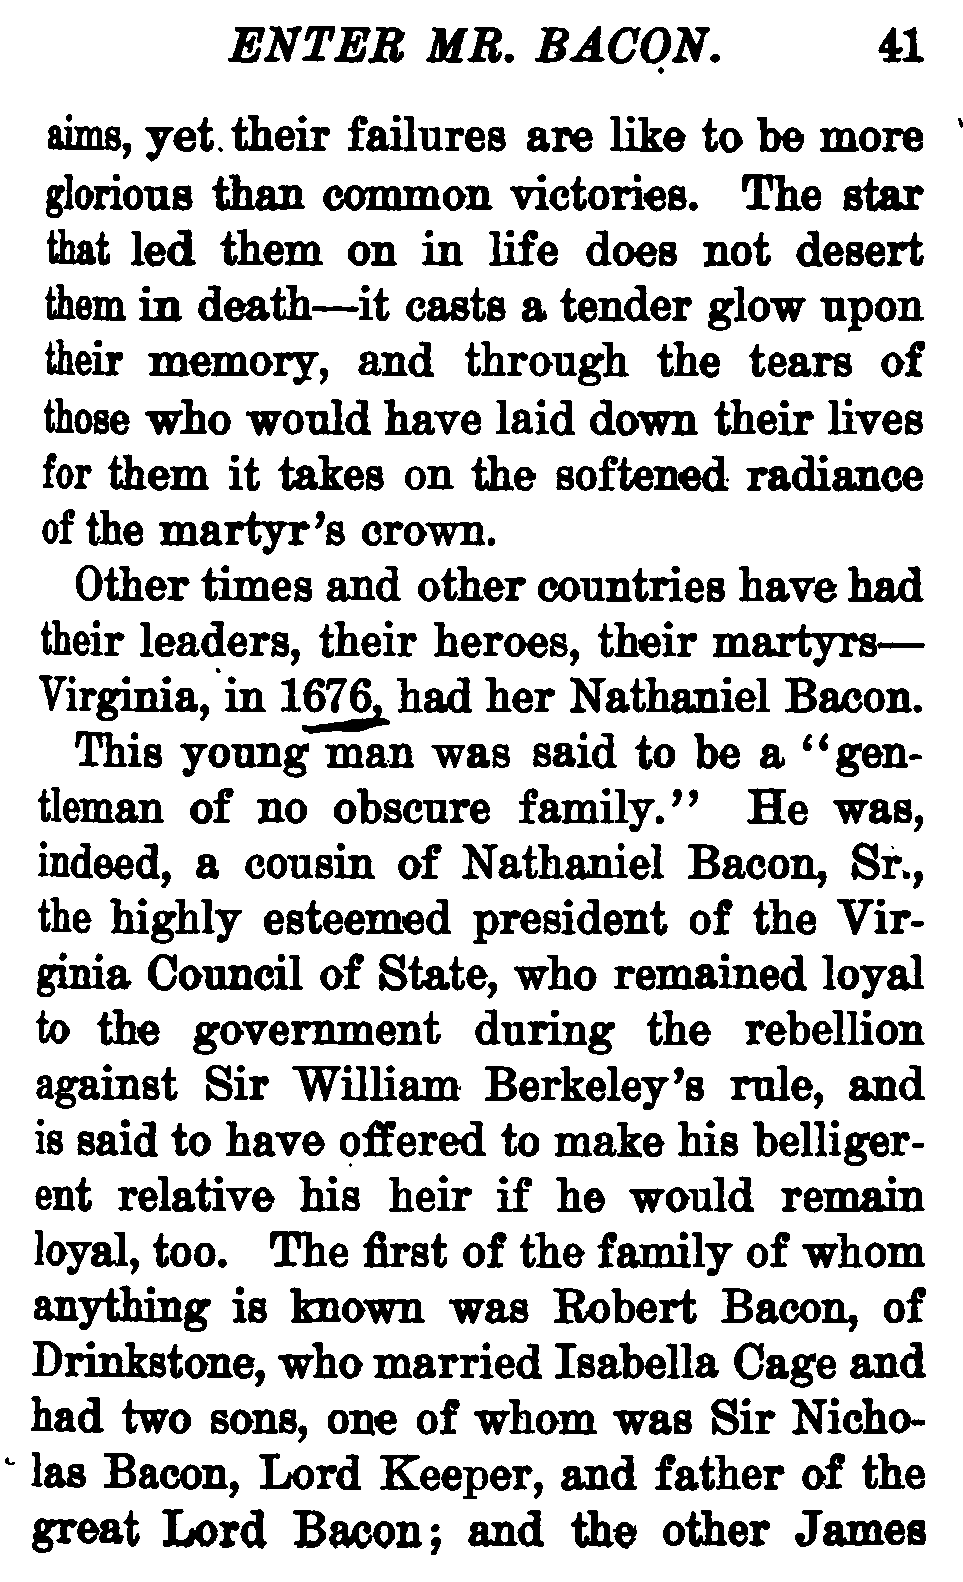 ENTER MR. BACON. 41
aims, yet their failures are like to be more
glorious than common victories. The star
that led them on in life does not desert
them in death—it casts a tender glow upon
their memory, and through the tears of
those who would have laid down their lives
for them it takes on the softened radiance
of the martyr's crown.
Other times and other countries have had
their leaders, their heroes, their martyrs—
Virginia, in 1676, had her Nathaniel Bacon.
This young man was said to be a "gen-
tleman of no obscure family." He was,
indeed, a cousin of Nathaniel Bacon, Sr.,
the highly esteemed president of the Vir-
ginia Council of State, who remained loyal
to the government during the rebellion
against Sir William Berkeley's rule, and
is said to have offered to make his belliger-
ent relative his heir if he would remain
loyal, too. The first of the family of whom
anything is known was Robert Bacon, of
Drinkstone, who married Isabella Cage and
had two sons, one of whom was Sir Nicho-
las Bacon, Lord Keeper, and father of the
great Lord Bacon; and the other James